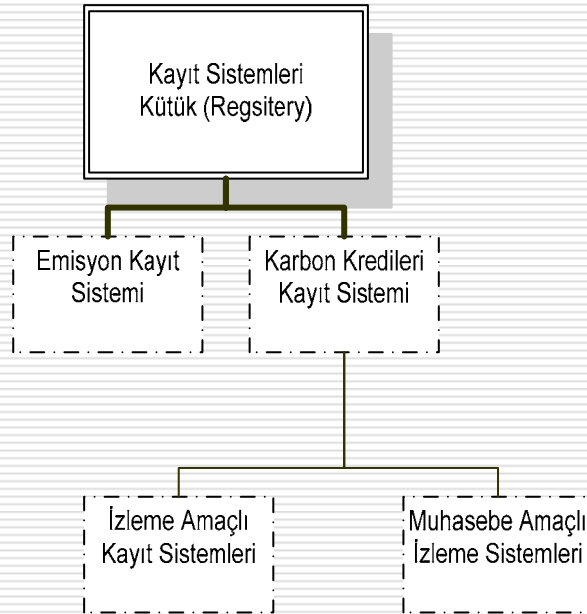 Kayıt Sistemleri
Kütük (Regsitery)
Emisyon Kayıt
Sistemi
Karbon Kredileri
Kayıt Sistemi
İzleme Amaçlı
Kayıt Sistemleri
Muhasebe Amaçlı
İzleme Sistemleri